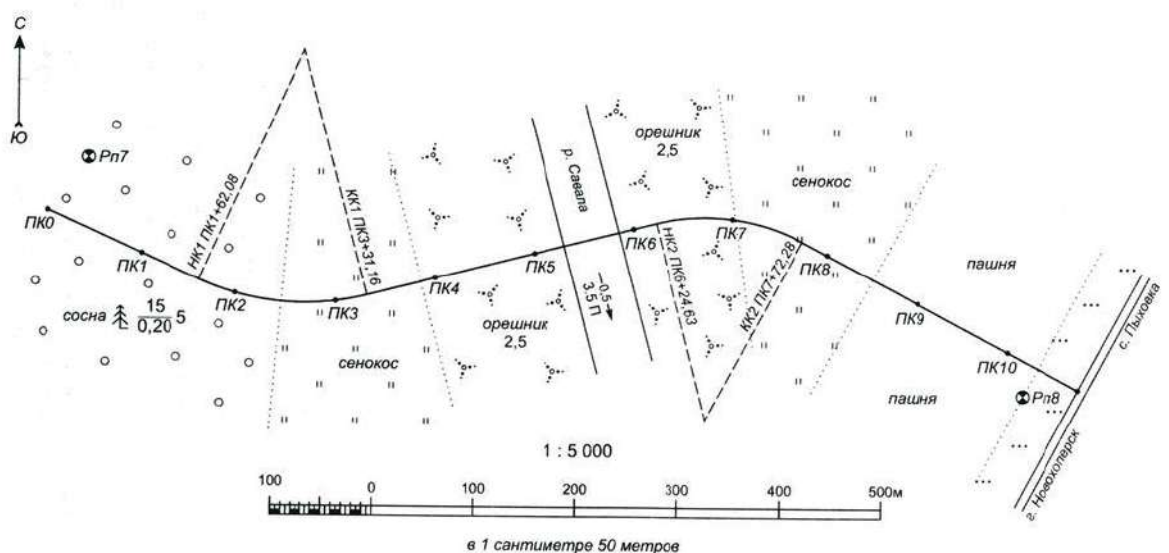 С
Ю
Рп7
ПК0
ПК1
НК1 ПК1+62,08
ПК2
сосна 15 5
0,20
КК1 ПК3+31,16
ПК3
сенокос
ПК4
орешник
2,5
ПК5
р. Савала
0,5
3,5 П
орешник
2,5
ПК6
НК2 ПК6+24,63
ПК7
КК2 ПК7+72,28
сенокос
ПК8
пашня
ПК9
пашня
ПК10
Рп8
с. Пыховка
г. Новохоперск
1 : 5 000
100 0 100 200 300 400 500м
в 1 сантиметре 50 метров